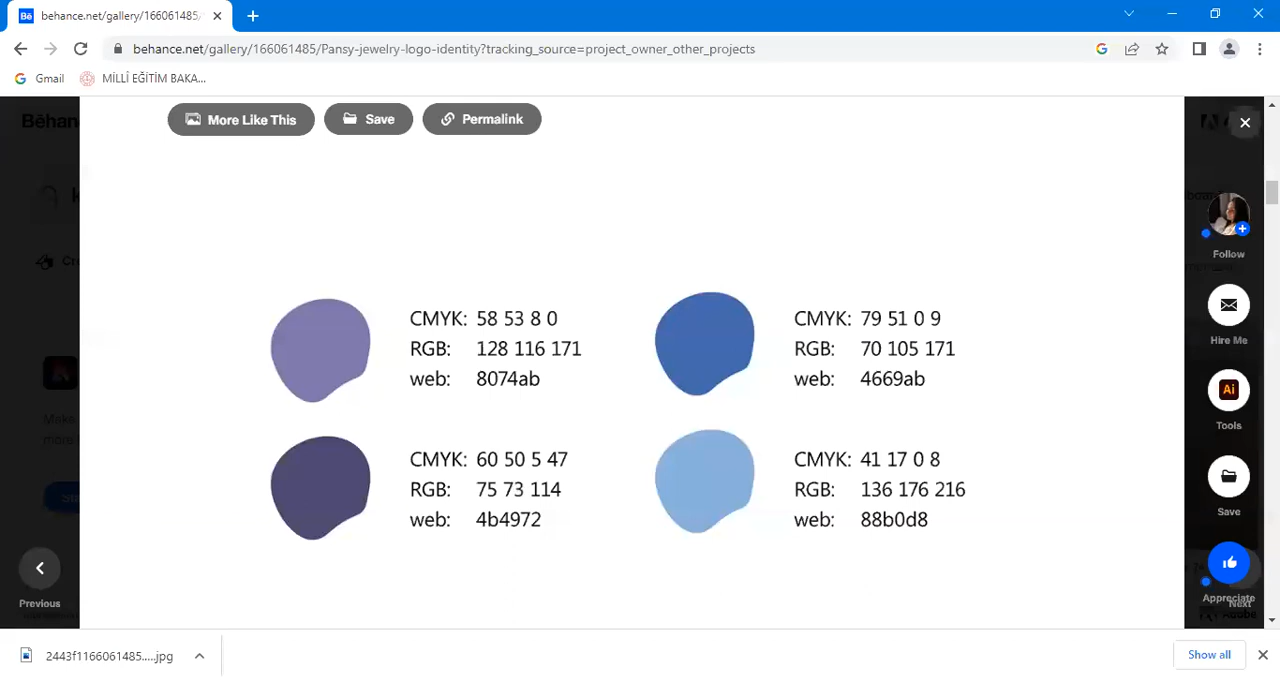 behance.net/gallery/166061485/
behance.net/gallery/166061485/Pansy-jewelry-logo-identity?tracking_source=project_owner_other_projects
Gmail
MİLLÎ EĞİTİM BAKA...
Bēhan
More Like This
Save
Permalink
CMYK: 58 53 8 0
RGB: 128 116 171
web: 8074ab
CMYK: 79 51 0 9
RGB: 70 105 171
web: 4669ab
CMYK: 60 50 5 47
RGB: 75 73 114
web: 4b4972
CMYK: 41 17 0 8
RGB: 136 176 216
web: 88b0d8
Follow
Hire Me
Ai
Tools
Save
Appreciate
Next
Adobe
Previous
2443f1166061485.....jpg
Show all